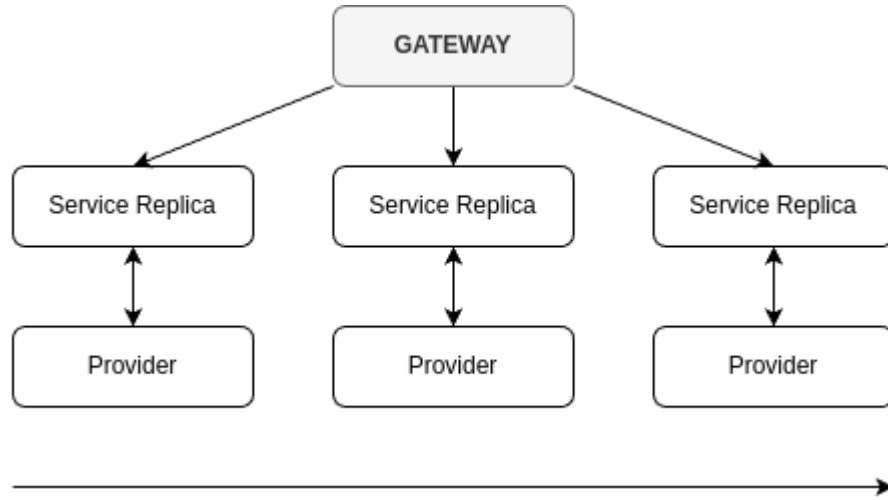 GATEWAY
Service Replica
Service Replica
Service Replica
Provider
Provider
Provider